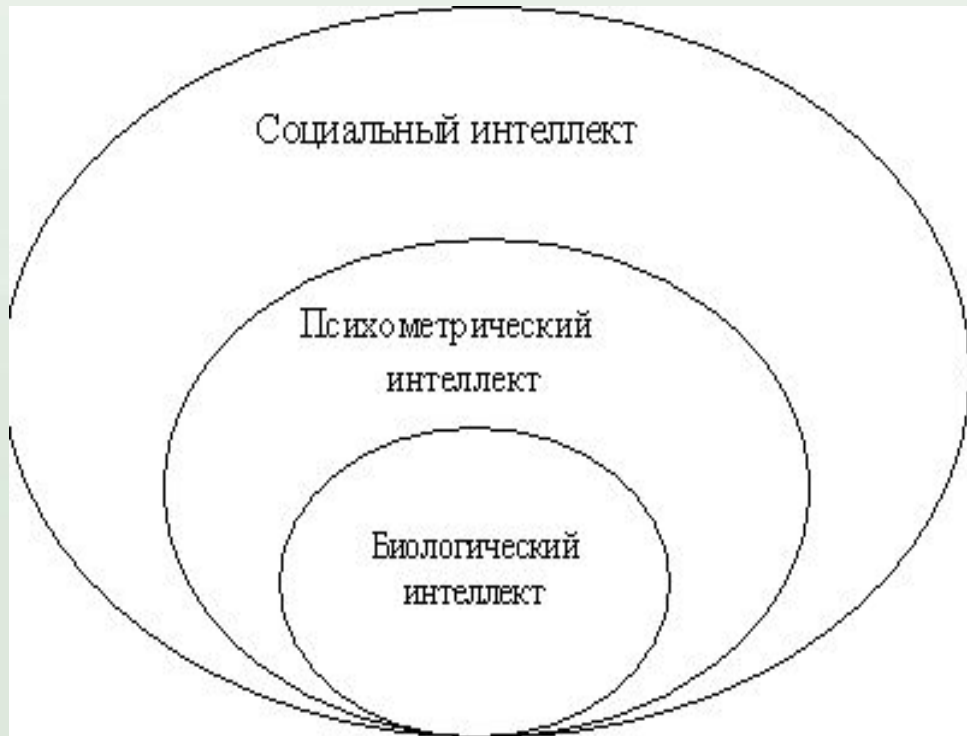 Социальный интеллект
Психометрический
интеллект
Биологический
интеллект